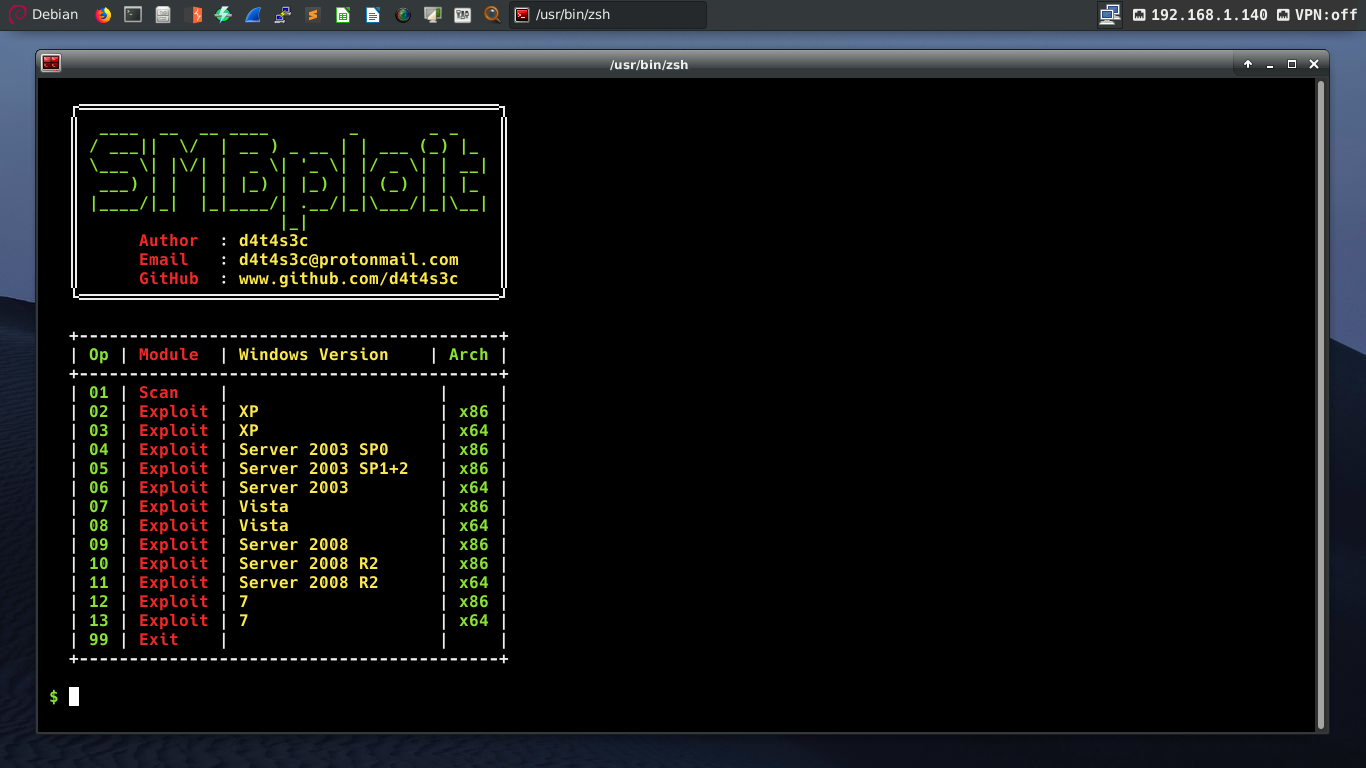 Debian
/usr/bin/zsh
192.168.1.140
VPN:off
/usr/bin/zsh
SMBploit
Author : d4t4s3c
Email : d4t4s3c@protonmail.com
GitHub : www.github.com/d4t4s3c
| Op | Module | Windows Version | Arch |
| 01 | Scan | | |
| 02 | Exploit | XP | x86 |
| 03 | Exploit | XP | x64 |
| 04 | Exploit | Server 2003 SP0 | x86 |
| 05 | Exploit | Server 2003 SP1+2 | x86 |
| 06 | Exploit | Server 2003 | x64 |
| 07 | Exploit | Vista | x86 |
| 08 | Exploit | Vista | x64 |
| 09 | Exploit | Server 2008 | x86 |
| 10 | Exploit | Server 2008 R2 | x86 |
| 11 | Exploit | Server 2008 R2 | x64 |
| 12 | Exploit | 7 | x86 |
| 13 | Exploit | 7 | x64 |
| 99 | Exit | | |
$